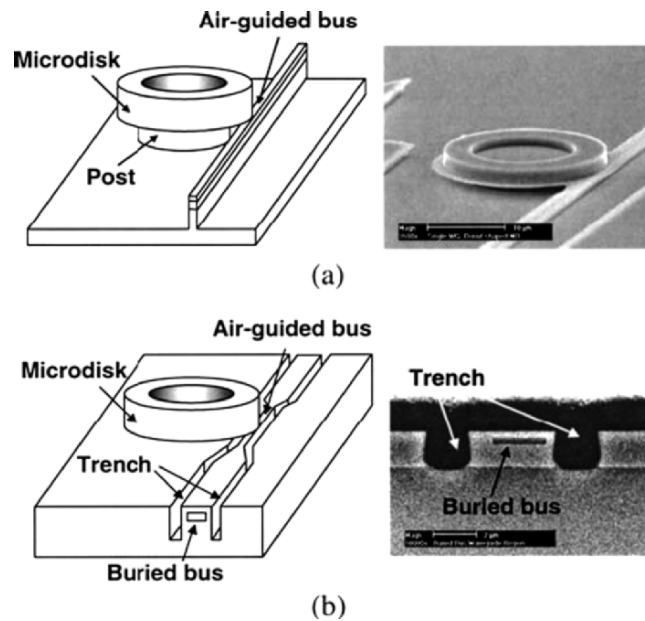 Air-guided bus
Microdisk
Post
(a)
Air-guided bus
Microdisk
Trench
Buried bus
Trench
Buried bus
(b)